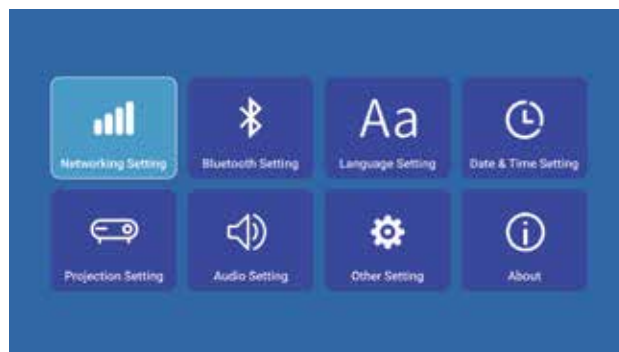 Networking Setting
Bluetooth Setting
Aa
Language Setting
Date & Time Setting
Projection Setting
Audio Setting
Other Setting
About